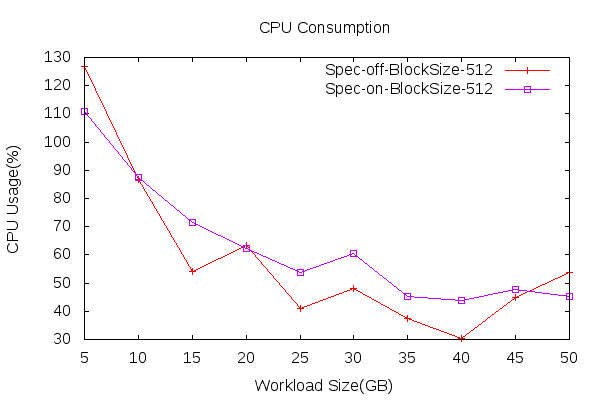 CPU Consumption
130
120
110
100
90
80
70
60
50
40
30
CPU Usage(%)
Spec-off-BlockSize-512
Spec-on-BlockSize-512
5 10 15 20 25 30 35 40 45 50
Workload Size(GB)